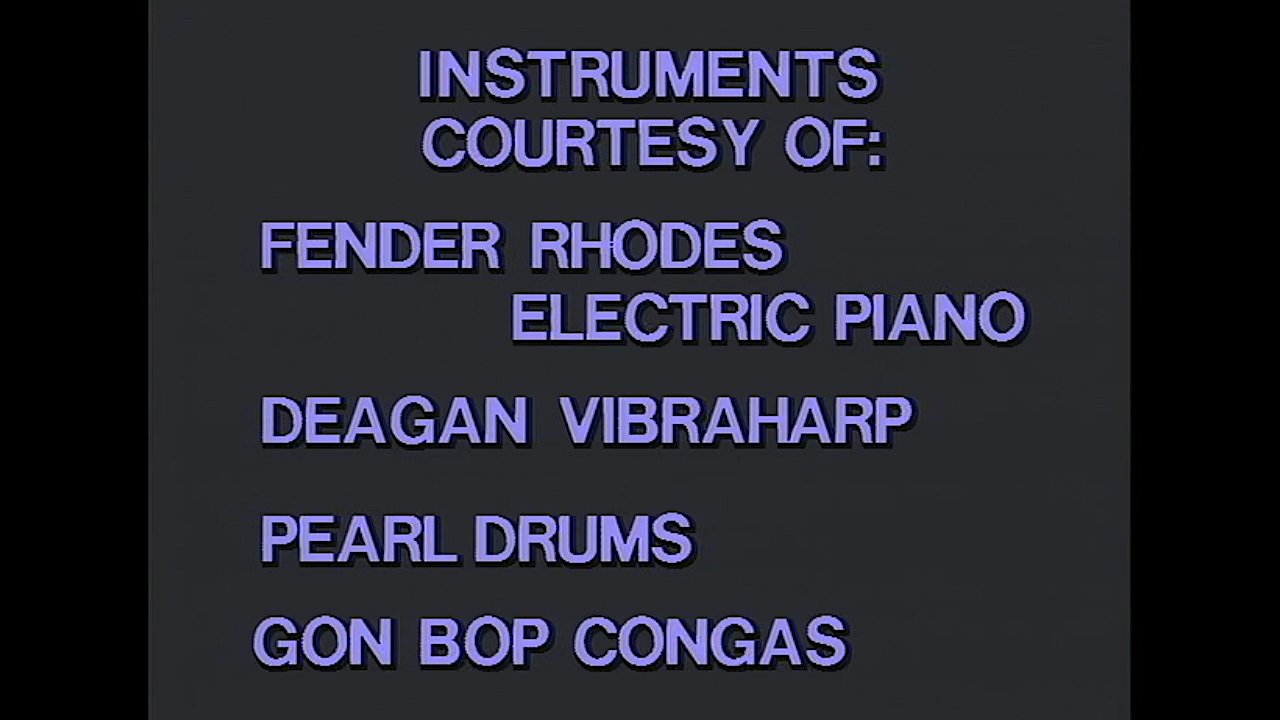 INSTRUMENTS
COURTESY OF:
FENDER RHODES
ELECTRIC PIANO
DEAGAN VIBRAHARP
PEARL DRUMS
GON BOP CONGAS